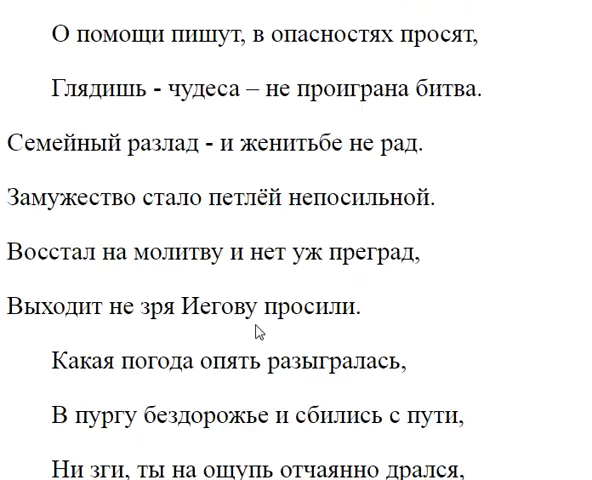 О помощи пишут, в опасностях просят,
Глядишь - чудеса – не проиграна битва.
Семейный разлад - и женитьбе не рад.
Замужество стало петлёй непосильной.
Восстал на молитву и нет уж преград,
Выходит не зря Иегову просили.
Какая погода опять разыгралась,
В пургу бездорожье и сбились с пути,
Ни зги, ты на ощупь отчаянно дрался,